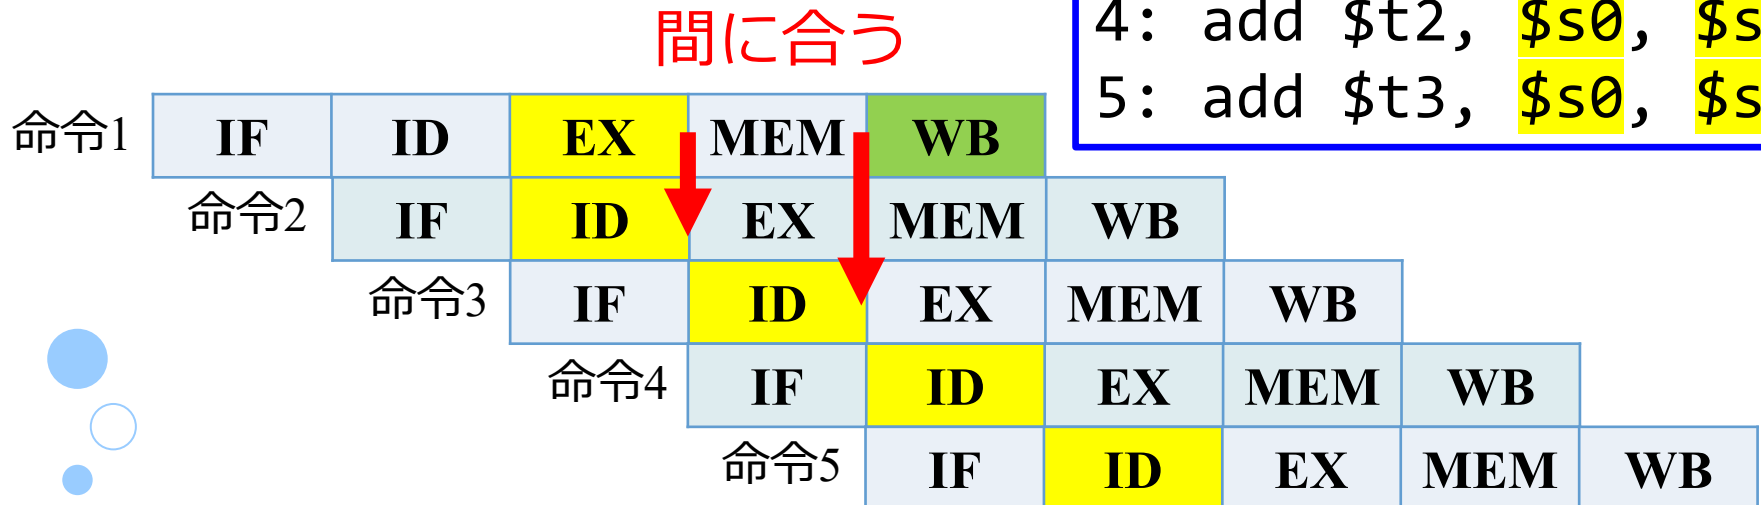 間に合う
4: add $t2, $s0, $s
5: add $t3, $s0, $s
命令1 IF ID EX MEM WB
命令2 IF ID EX MEM WB
命令3 IF ID EX MEM WB
命令4 IF ID EX MEM WB
命令5 IF ID EX MEM WB